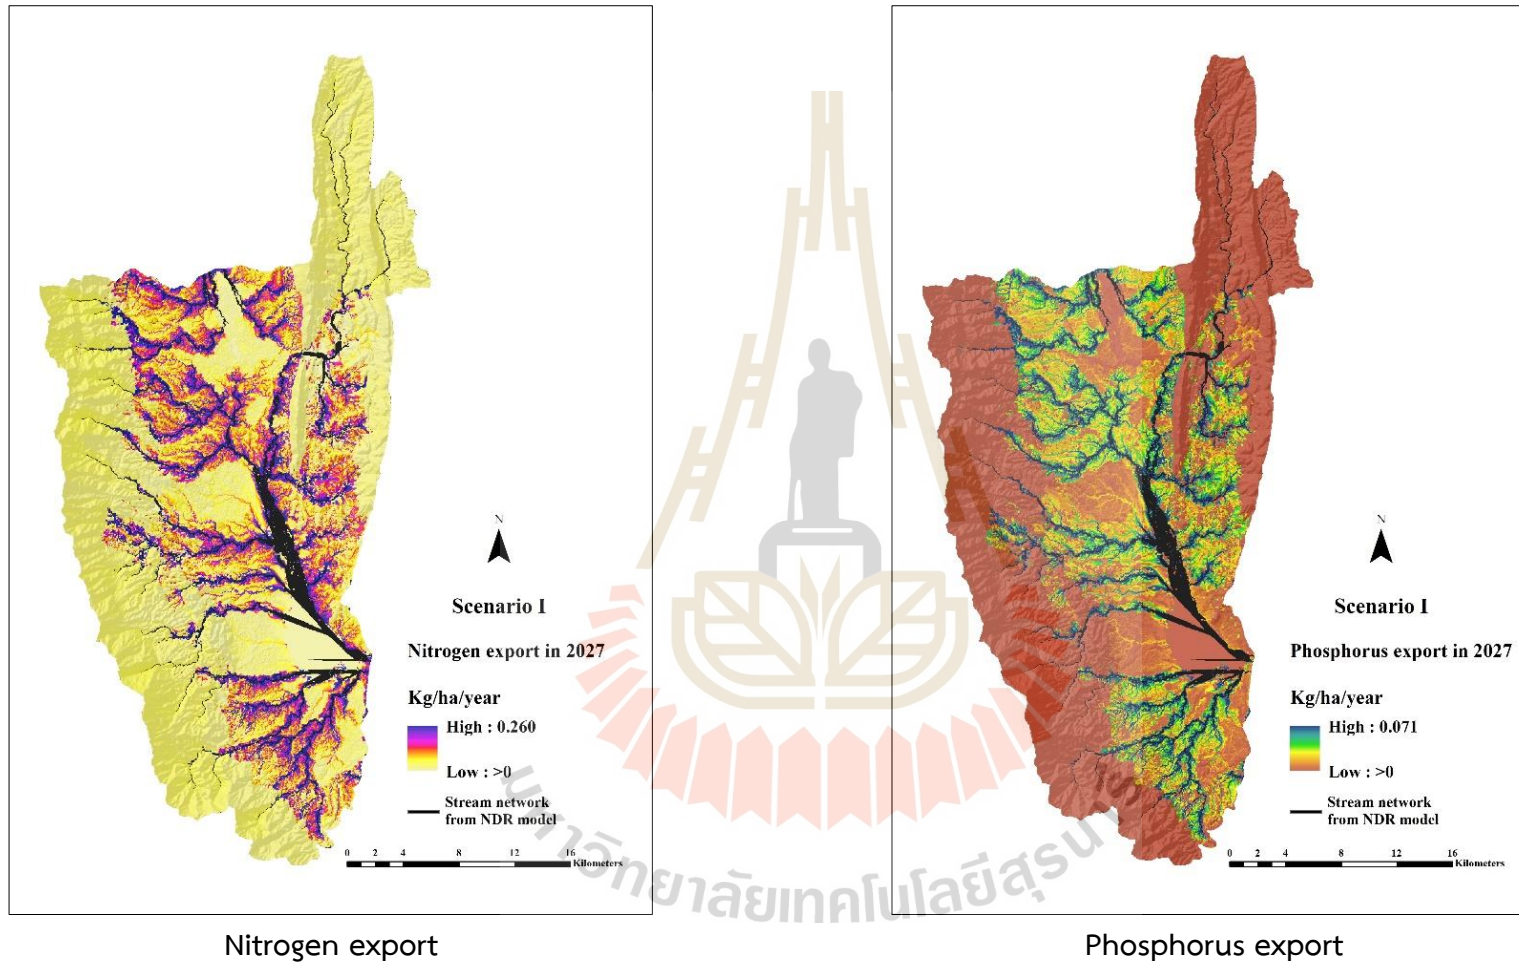 N
Scenario I
Nitrogen export in 2027
Kg/ha/year
High : 0.260
Low : >0
Stream network
from NDR model
0 2 4 8 12 16
Kilometers
Nitrogen export
N
Scenario I
Phosphorus export in 2027
Kg/ha/year
High : 0.071
Low : >0
Stream network
from NDR model
0 2 4 8 12 16
Kilometers
Phosphorus export
มหาวิทยาลัยเทคโนโลยีสุรนารี